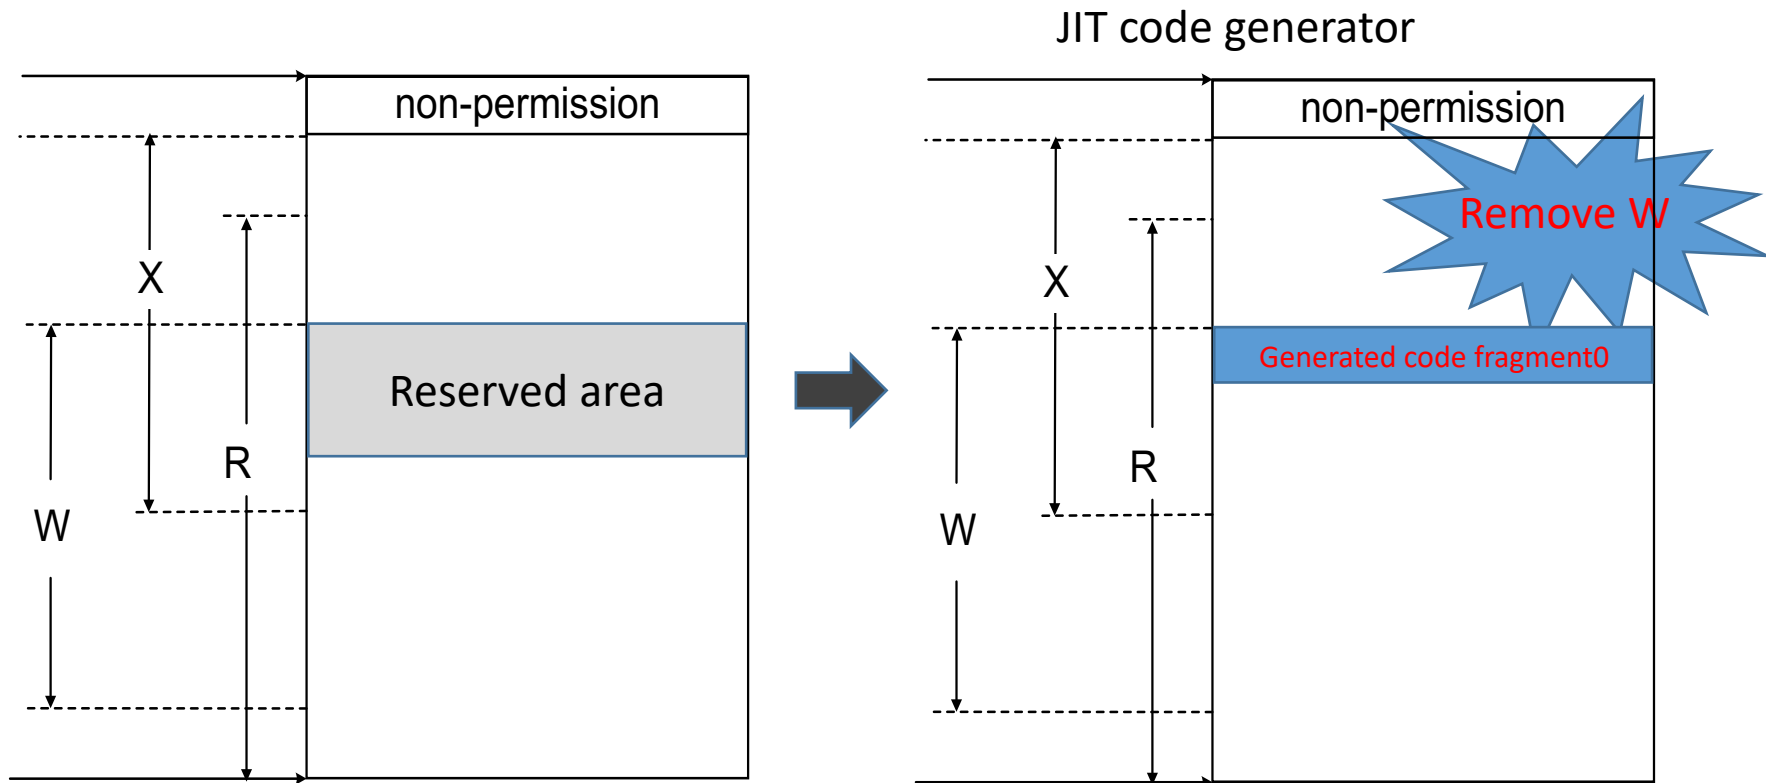 JIT code generator
non-permission
X
R
W
Reserved area
non-permission
Remove W
X
R
W
Generated code fragment0